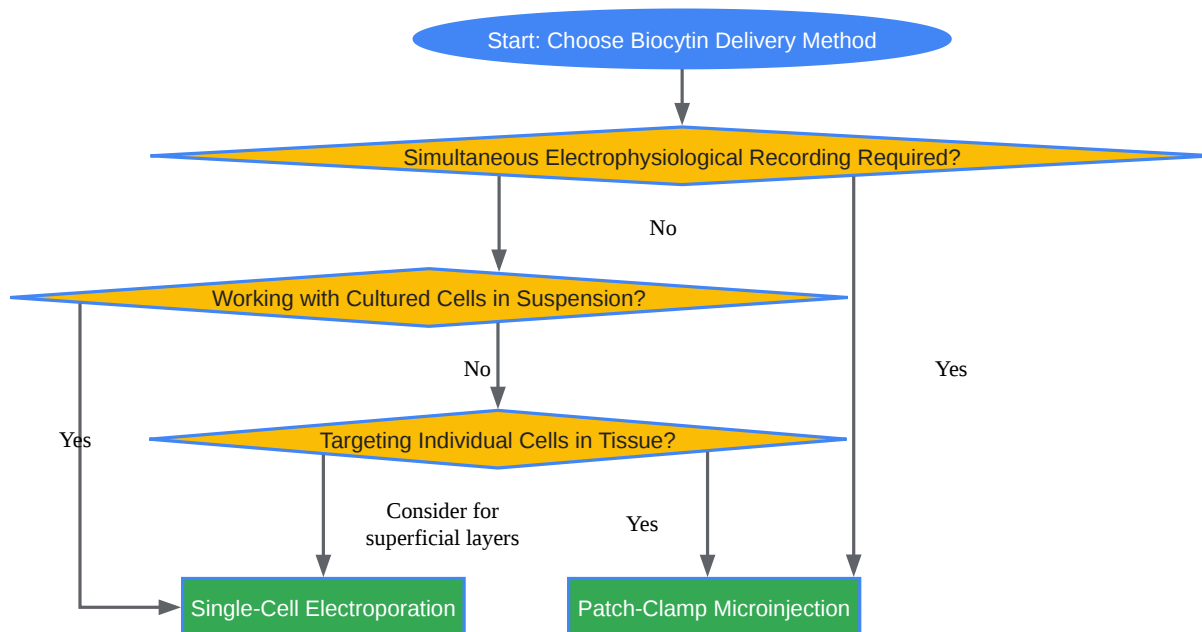 Start: Choose Biocytin Delivery Method
Simultaneous Electrophysiological Recording Required?
No
Working with Cultured Cells in Suspension?
No
Yes
Yes
Targeting Individual Cells in Tissue?
Consider for
superficial layers
Yes
Single-Cell Electroporation
Patch-Clamp Microinjection